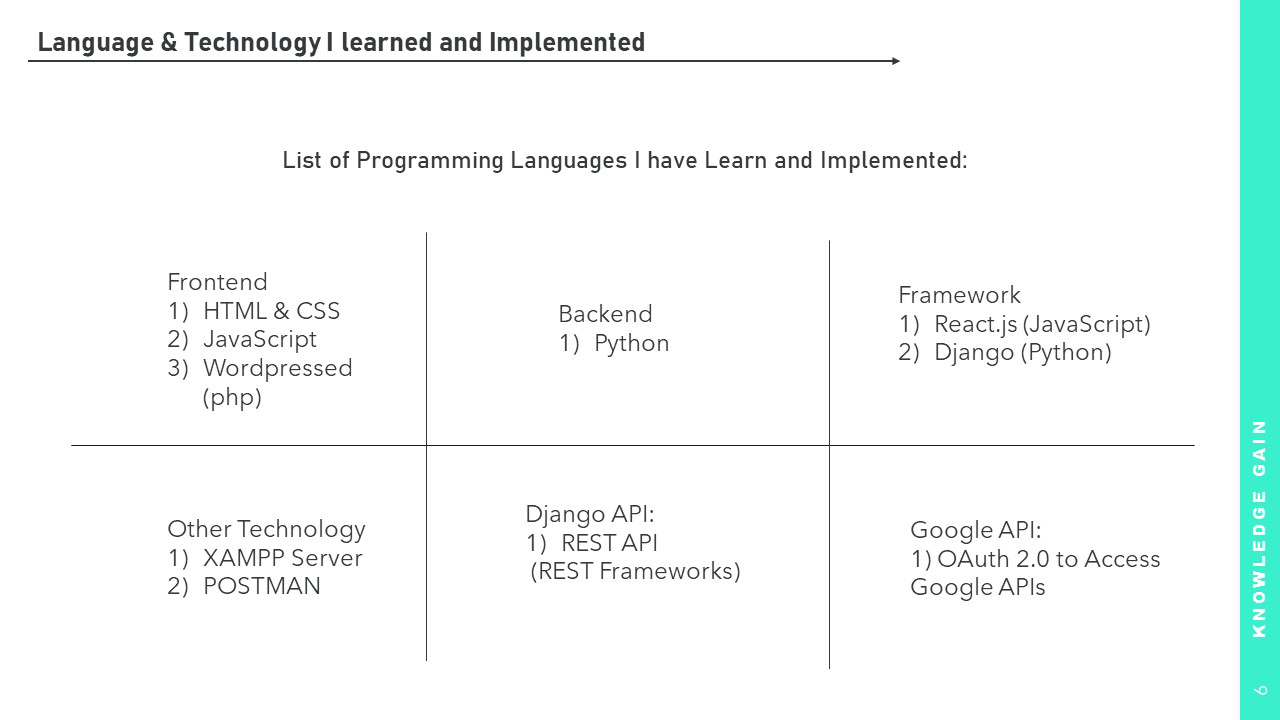 Language & Technology I learned and Implemented
List of Programming Languages I have Learn and Implemented:
Frontend
1) HTML & CSS
2) JavaScript
3) Wordpressed
(php)
Backend
1) Python
Framework
1) React.js (JavaScript)
2) Django (Python)
Other Technology
1) XAMPP Server
2) POSTMAN
Django API:
1) REST API
(REST Frameworks)
Google API:
1) OAuth 2.0 to Access
Google APIs
KNOWLEDGE GAIN
6